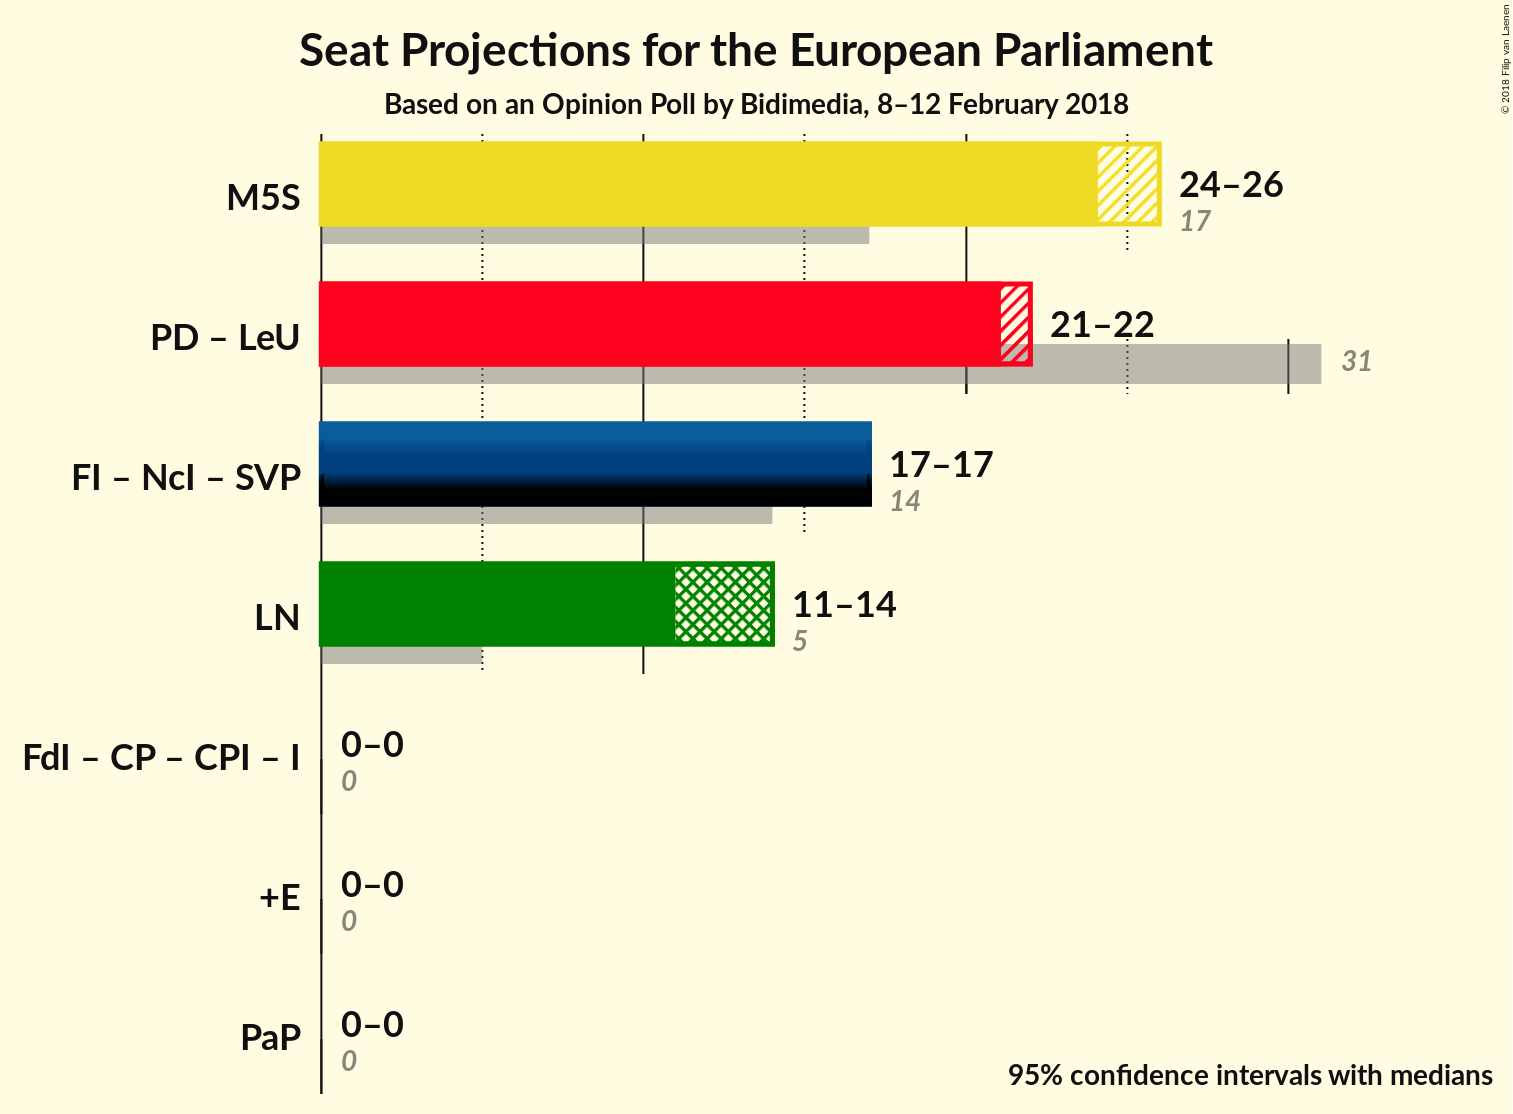 Seat Projections for the European Parliament
Based on an Opinion Poll by Bidimedia, 8–12 February 2018
© 2018 Filip van Laenen
M5S
24–26
17
PD – LeU
21–22
31
FI – NcI – SVP
17–17
14
LN
11–14
5
FdI – CP – CPI – I
0–0
0
+E
0–0
0
PaP
0–0
0
95% confidence intervals with medians